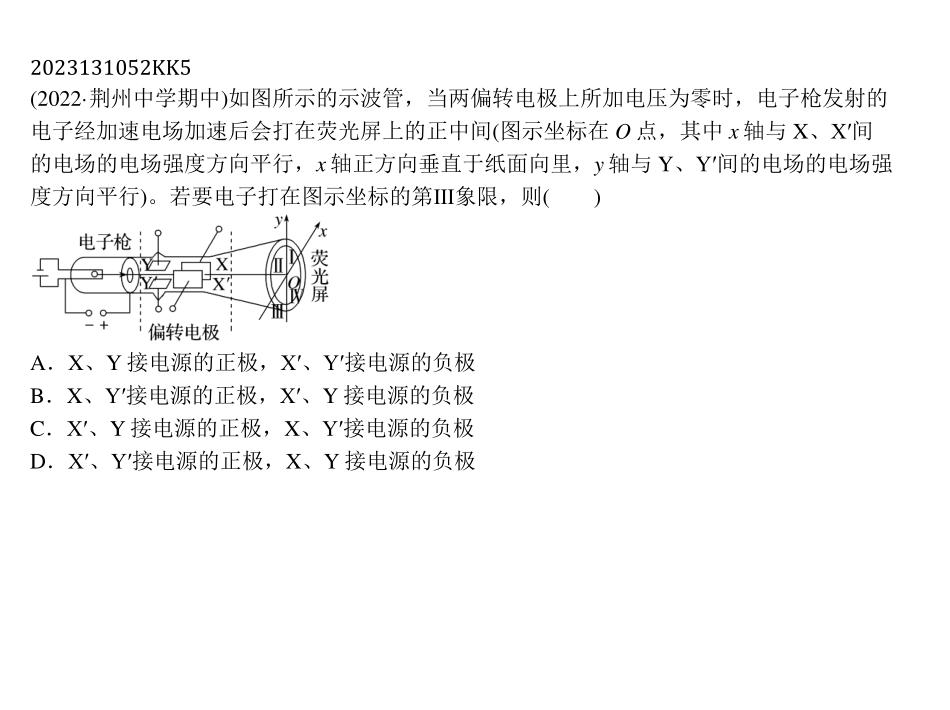 2023131052KK5
(2022·荆州中学期中)如图所示的示波管，当两偏转电极上所加电压为零时，电子枪发射的
电子经加速电场加速后会打在荧光屏上的正中间(图示坐标在 O 点，其中 x 轴与 X、X′间
的电场的电场强度方向平行，x 轴正方向垂直于纸面向里，y 轴与 Y、Y′间的电场的电场强
度方向平行)。若要电子打在图示坐标的第Ⅲ象限，则(　　)
y
x
电子枪
Y
X
Y′
X′
Ⅱ
Ⅰ
O
Ⅳ
Ⅲ
荧光屏
－ ＋
偏转电极
A．X、Y 接电源的正极，X′、Y′接电源的负极
B．X、Y′接电源的正极，X′、Y 接电源的负极
C．X′、Y 接电源的正极，X、Y′接电源的负极
D．X′、Y′接电源的正极，X、Y 接电源的负极